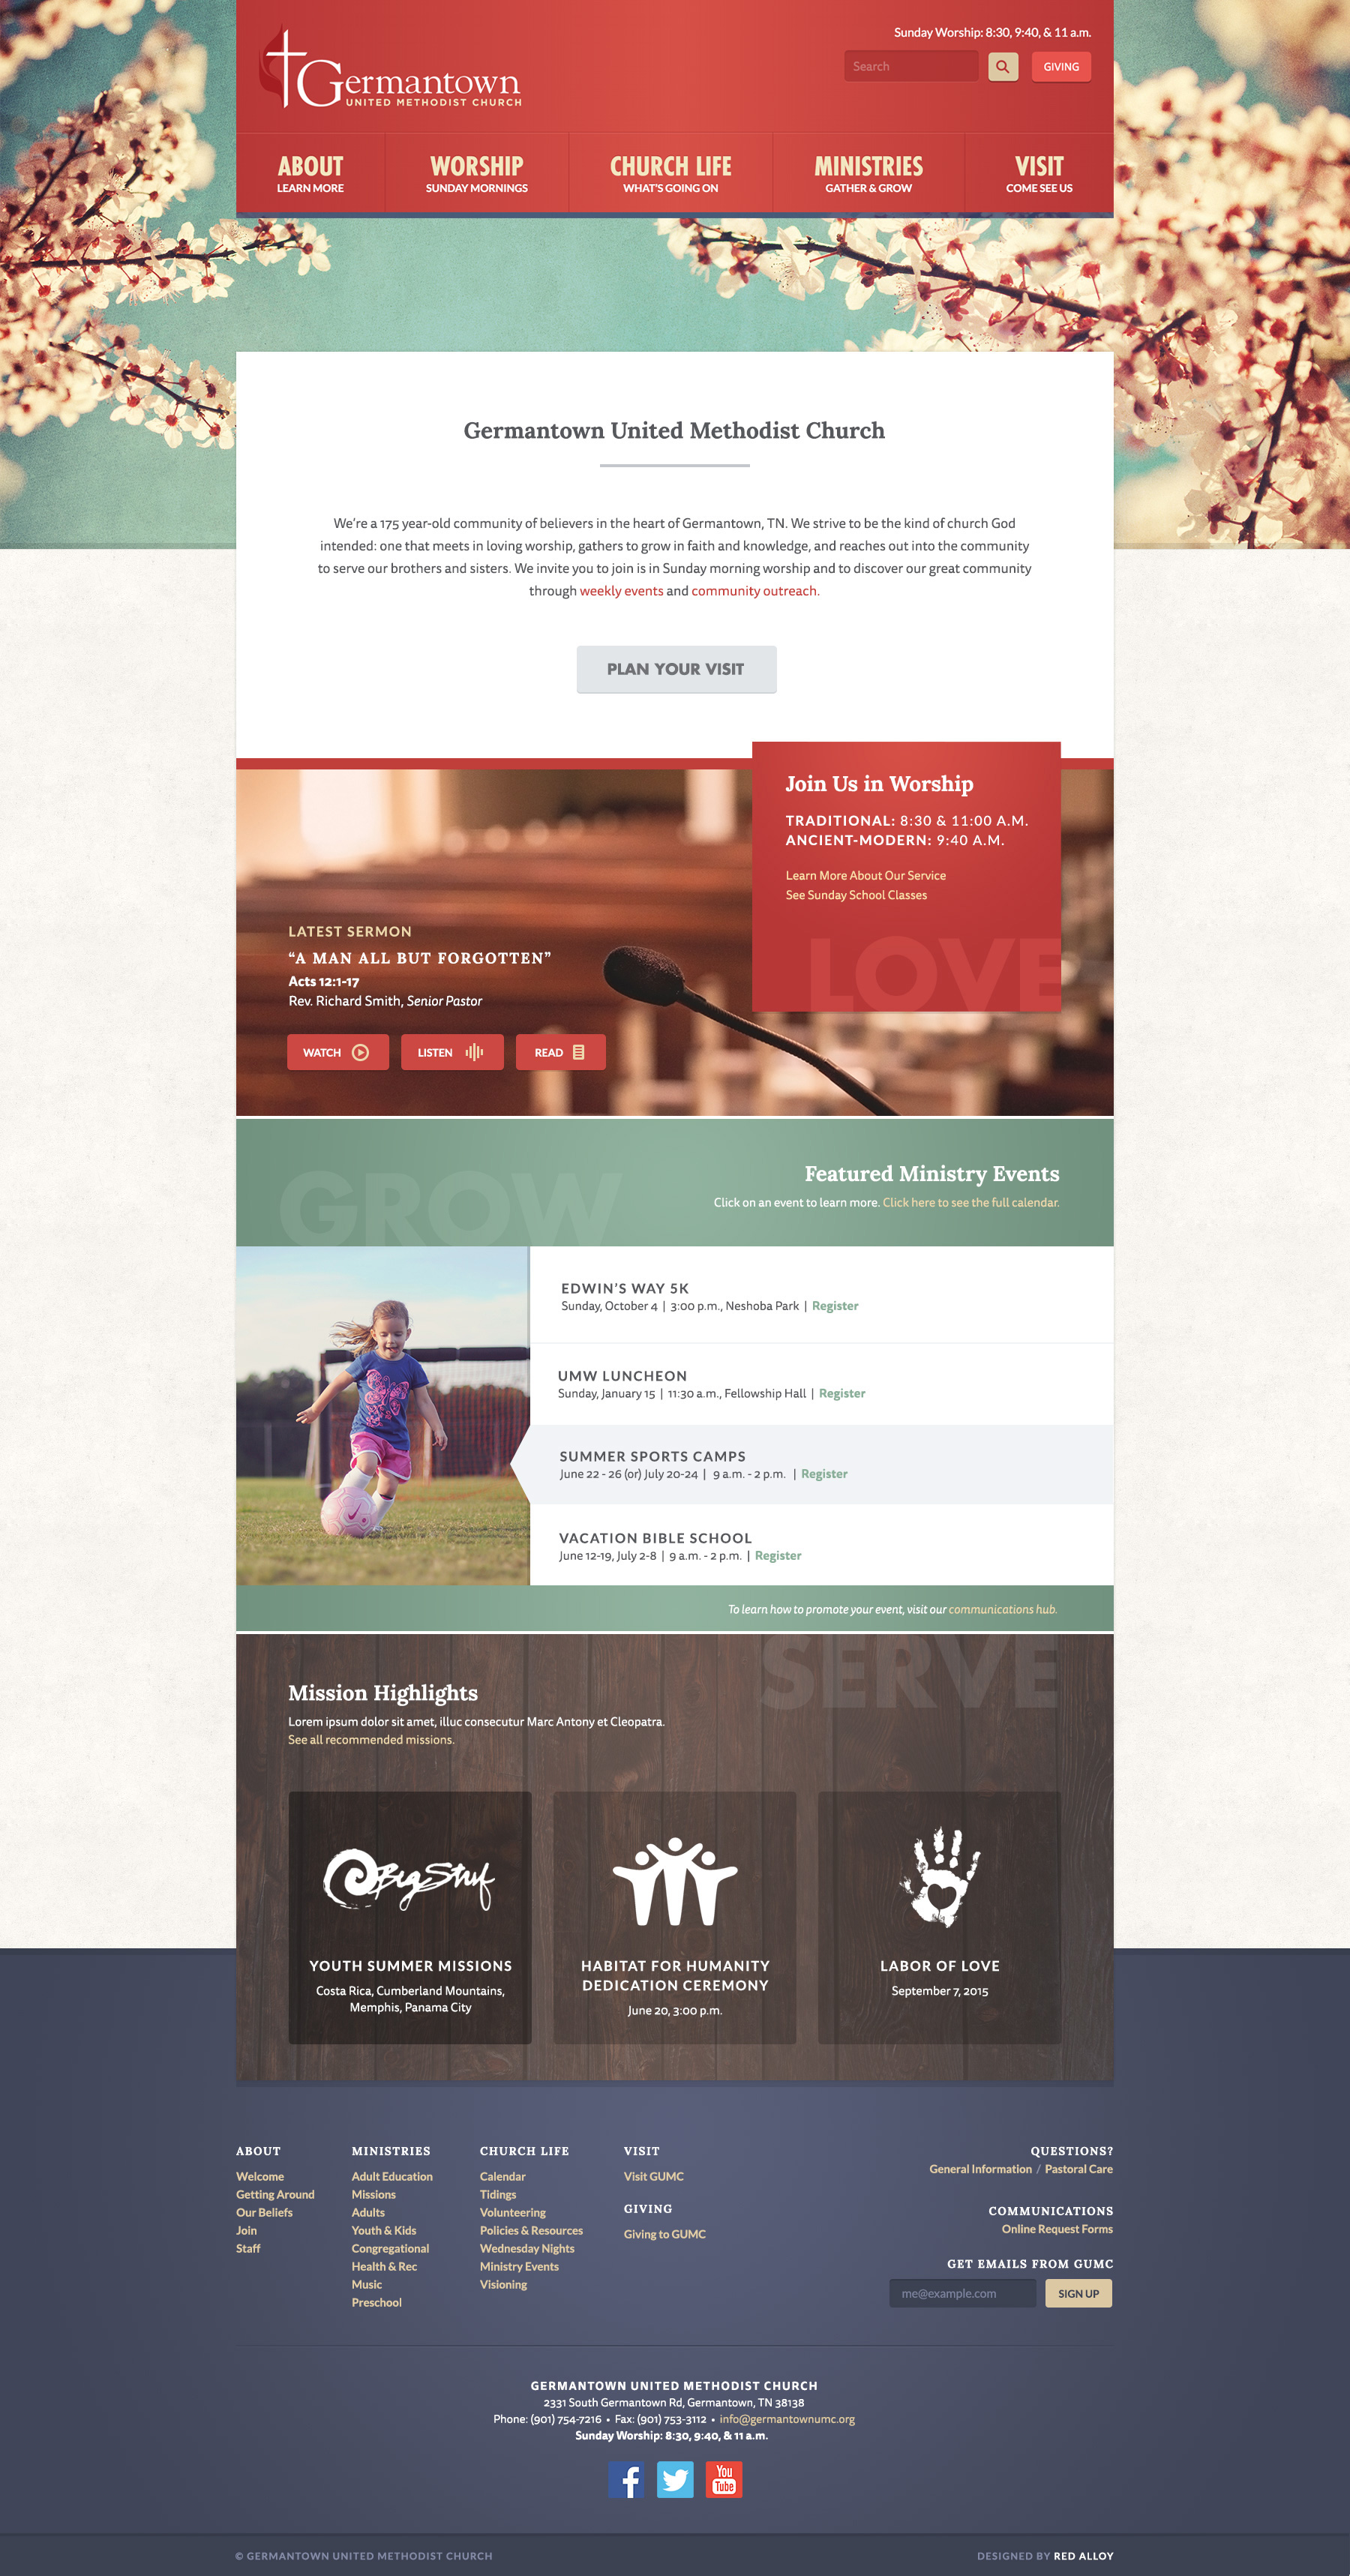 Germantown
UNITED METHODIST CHURCH
Sunday Worship: 8:30, 9:40, & 11 a.m.
Search
GIVING
ABOUT
LEARN MORE
WORSHIP
SUNDAY MORNINGS
CHURCH LIFE
WHAT'S GOING ON
MINISTRIES
GATHER & GROW
VISIT
COME SEE US
Germantown United Methodist Church
We're a 175 year-old community of believers in the heart of Germantown, TN. We strive to be the kind of church God
intended: one that meets in loving worship, gathers to grow in faith and knowledge, and reaches out into the community
to serve our brothers and sisters. We invite you to join is in Sunday morning worship and to discover our great community
through weekly events and community outreach.
PLAN YOUR VISIT
Join Us in Worship
TRADITIONAL: 8:30 & 11:00 A.M.
ANCIENT-MODERN: 9:40 A.M.
Learn More About Our Service
See Sunday School Classes
LOVE
LATEST SERMON
“A MAN ALL BUT FORGOTTEN”
Acts 12:1-17
Rev. Richard Smith, Senior Pastor
WATCH
LISTEN
READ
GROW
Featured Ministry Events
Click on an event to learn more. Click here to see the full calendar.
EDWIN'S WAY 5K
Sunday, October 4 | 3:00 p.m., Neshoba Park | Register
UMW LUNCHEON
Sunday, January 15 | 11:30 a.m., Fellowship Hall | Register
SUMMER SPORTS CAMPS
June 22 - 26 (or) July 20-24 | 9 a.m. - 2 p.m. | Register
VACATION BIBLE SCHOOL
June 12-19, July 2-8 | 9 a.m. - 2 p.m. | Register
To learn how to promote your event, visit our communications hub.
SERVE
Mission Highlights
Lorem ipsum dolor sit amet, illuc consecutur Marc Antony et Cleopatra.
See all recommended missions.
BigStuf
YOUTH SUMMER MISSIONS
Costa Rica, Cumberland Mountains,
Memphis, Panama City
HABITAT FOR HUMANITY
DEDICATION CEREMONY
June 20, 3:00 p.m.
LABOR OF LOVE
September 7, 2015
ABOUT
Welcome
Getting Around
Our Beliefs
Join
Staff
MINISTRIES
Adult Education
Missions
Adults
Youth & Kids
Congregational
Health & Rec
Music
Preschool
CHURCH LIFE
Calendar
Tidings
Volunteering
Policies & Resources
Wednesday Nights
Ministry Events
Visioning
VISIT
Visit GUMC
GIVING
Giving to GUMC
QUESTIONS?
General Information / Pastoral Care
COMMUNICATIONS
Online Request Forms
GET EMAILS FROM GUMC
me@example.com
SIGN UP
GERMANTOWN UNITED METHODIST CHURCH
2331 South Germantown Rd, Germantown, TN 38138
Phone: (901) 754-7216 • Fax: (901) 753-3112 • info@germantownumc.org
Sunday Worship: 8:30, 9:40, & 11 a.m.
You
Tube
© GERMANTOWN UNITED METHODIST CHURCH
DESIGNED BY RED ALLOY